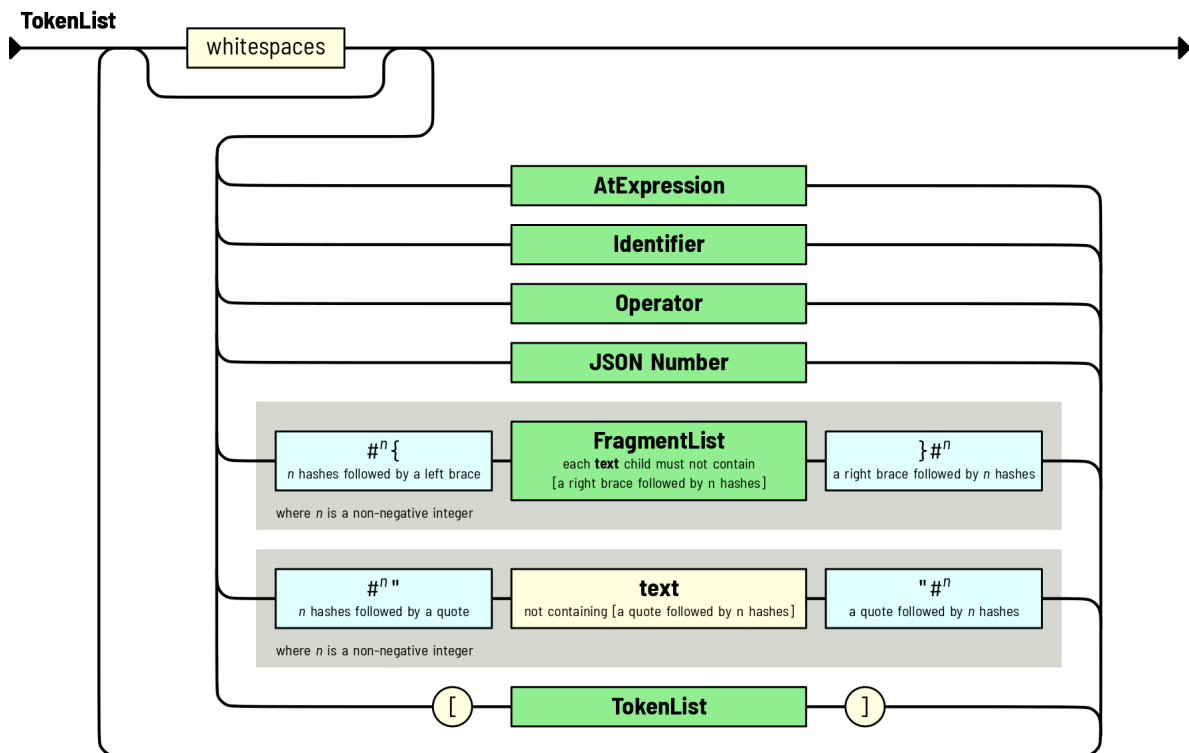 TokenList
whitespaces
AtExpression
Identifier
Operator
JSON Number
#ⁿ{
n hashes followed by a left brace
FragmentList
each text child must not contain
[a right brace followed by n hashes]
}#ⁿ
a right brace followed by n hashes
where n is a non-negative integer
#ⁿ"
n hashes followed by a quote
text
not containing [a quote followed by n hashes]
"#ⁿ
a quote followed by n hashes
where n is a non-negative integer
[
TokenList
]